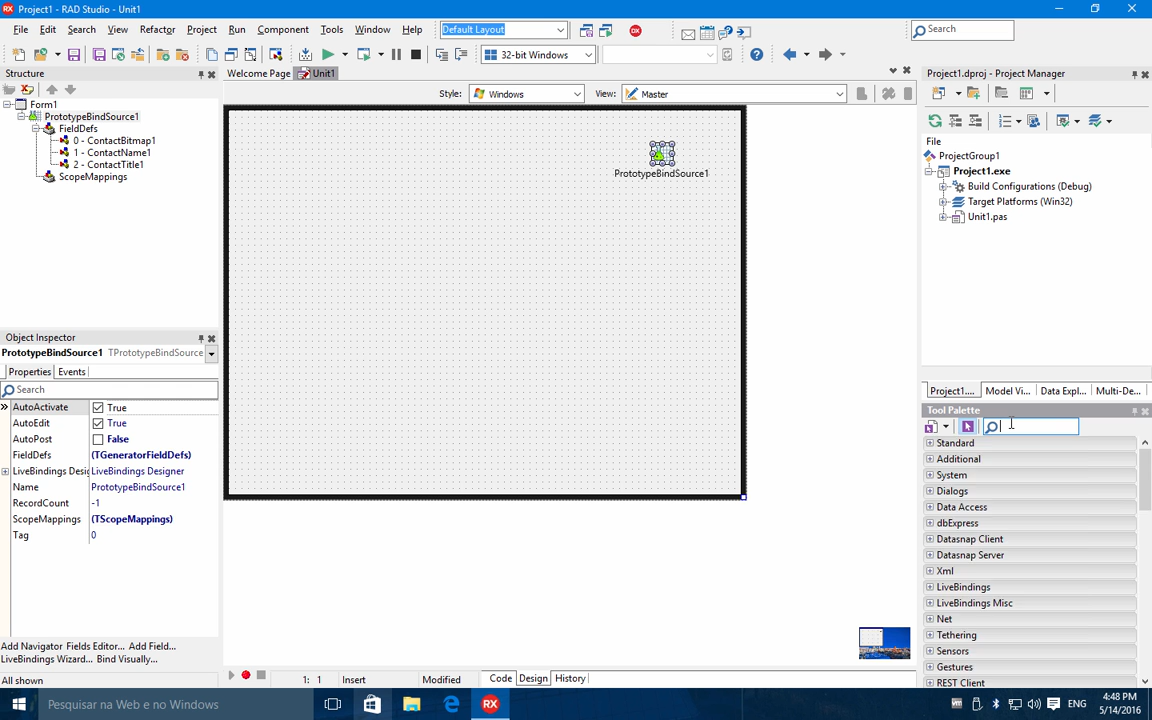 Project1 - RAD Studio - Unit1
File Edit Search View Refactor Project Run Component Tools Window Help
Default Layout
Search
32-bit Windows
Structure
Welcome Page Unit1
Project1.dproj - Project Manager
Style: Windows View: Master
Form1
PrototypeBindSource1
FieldDefs
0 - ContactBitmap1
1 - ContactName1
2 - ContactTitle1
ScopeMappings
PrototypeBindSource1
File
ProjectGroup1
Project1.exe
Build Configurations (Debug)
Target Platforms (Win32)
Unit1.pas
Object Inspector
PrototypeBindSource1 TPrototypeBindSource
Properties Events
Search
AutoActivate True
AutoEdit True
AutoPost False
FieldDefs (TGeneratorFieldDefs)
LiveBindings Desi LiveBindings Designer
Name PrototypeBindSource1
RecordCount -1
ScopeMappings (TScopeMappings)
Tag 0
Add Navigator Fields Editor... Add Field...
LiveBindings Wizard... Bind Visually...
All shown
1: 1 Insert Modified Code Design History
Project1.... Model Vi... Data Expl... Multi-De...
Tool Palette
Standard
Additional
System
Dialogs
Data Access
dbExpress
Datasnap Client
Datasnap Server
Xml
LiveBindings
LiveBindings Misc
Net
Tethering
Sensors
Gestures
REST Client
Pesquisar na Web e no Windows
RX
ENG
4:48 PM
5/14/2016